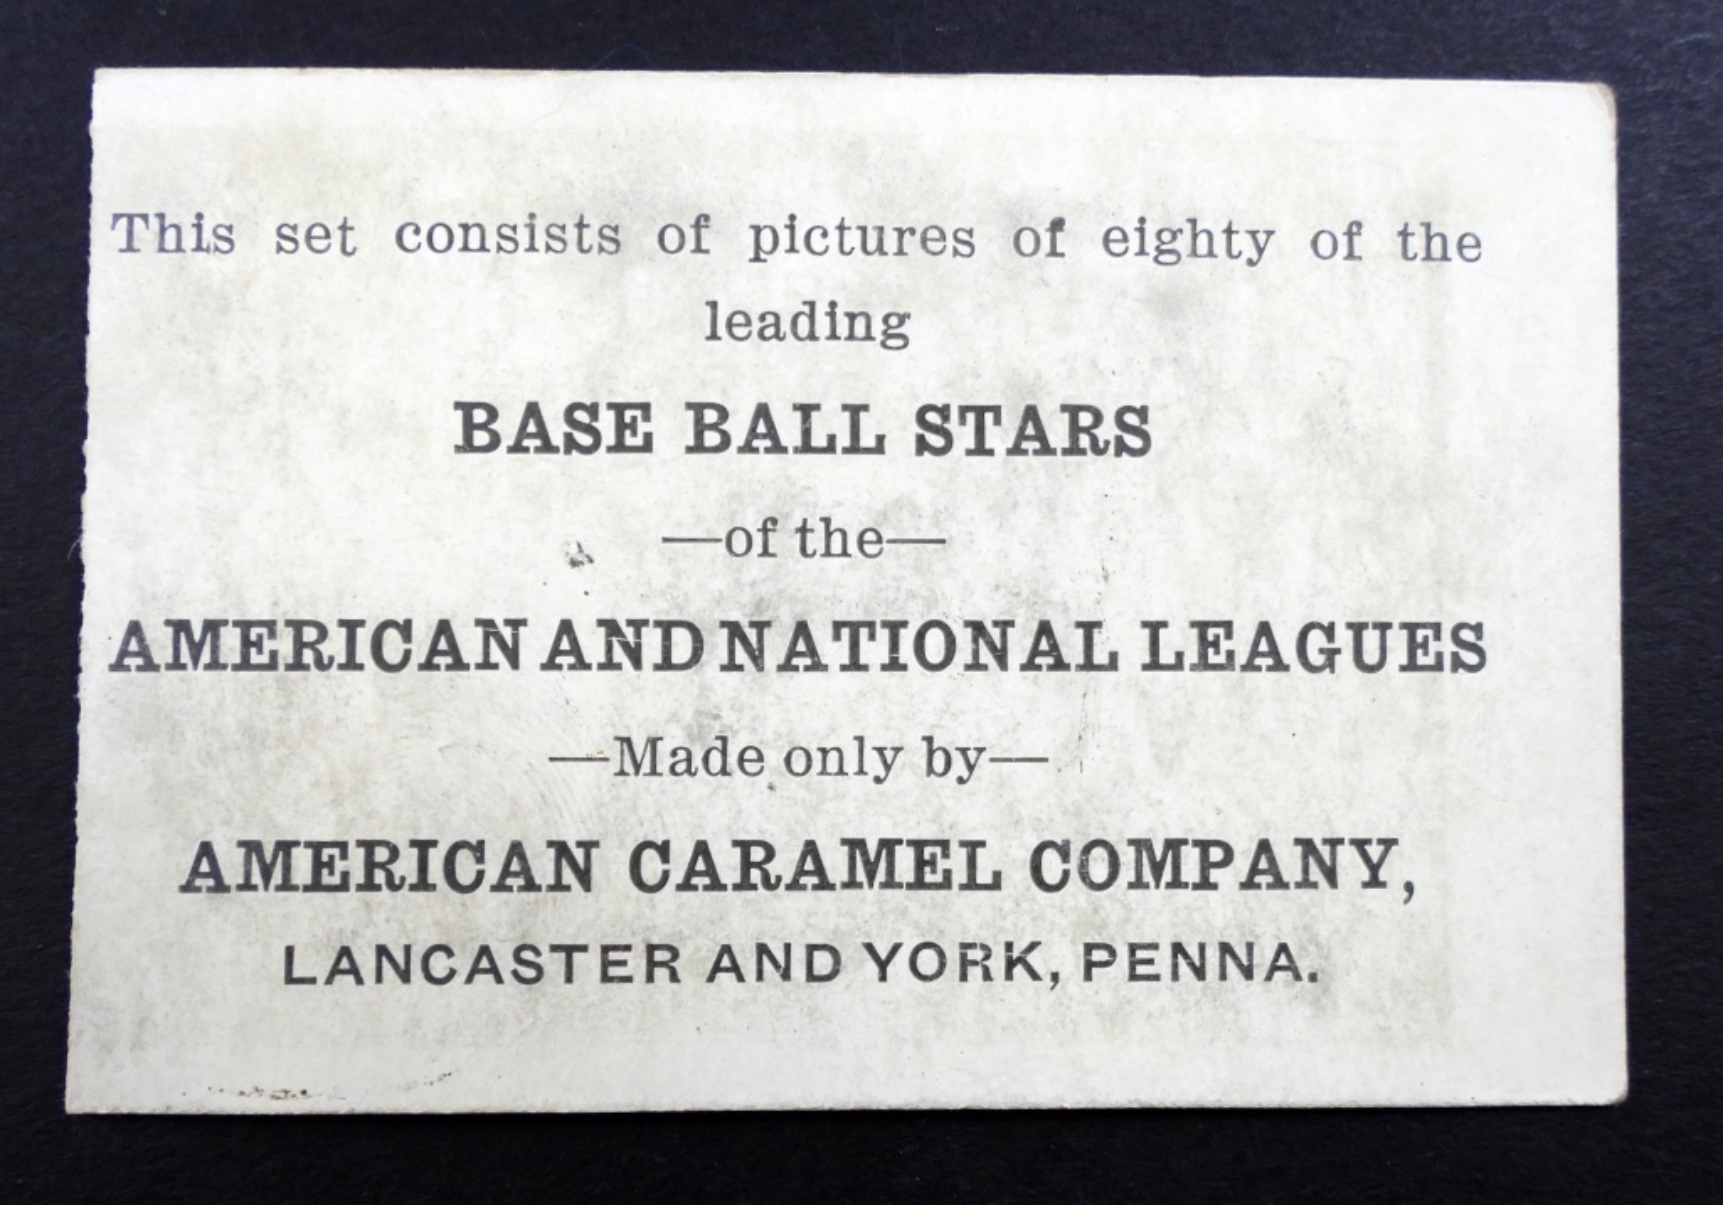 This set consists of pictures of eighty of the
leading
BASE BALL STARS
—of the—
AMERICAN AND NATIONAL LEAGUES
—Made only by—
AMERICAN CARAMEL COMPANY,
LANCASTER AND YORK, PENNA.